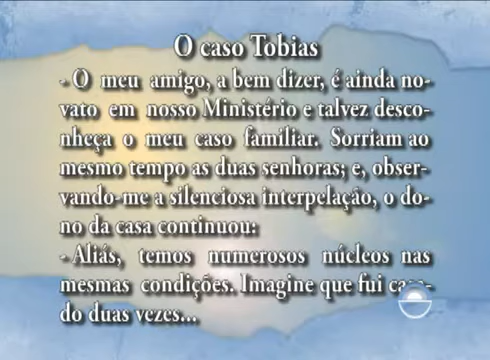 O caso Tobias
- O meu amigo, a bem dizer, é ainda no-
vato em nosso Ministério e talvez desco-
nheça o meu caso familiar. Sorriam ao
mesmo tempo as duas senhoras; e, obser-
vando-me a silenciosa interpelação, o do-
no da casa continuou:
- Aliás, temos numerosos núcleos nas
mesmas condições. Imagine que fui casa-
do duas vezes...